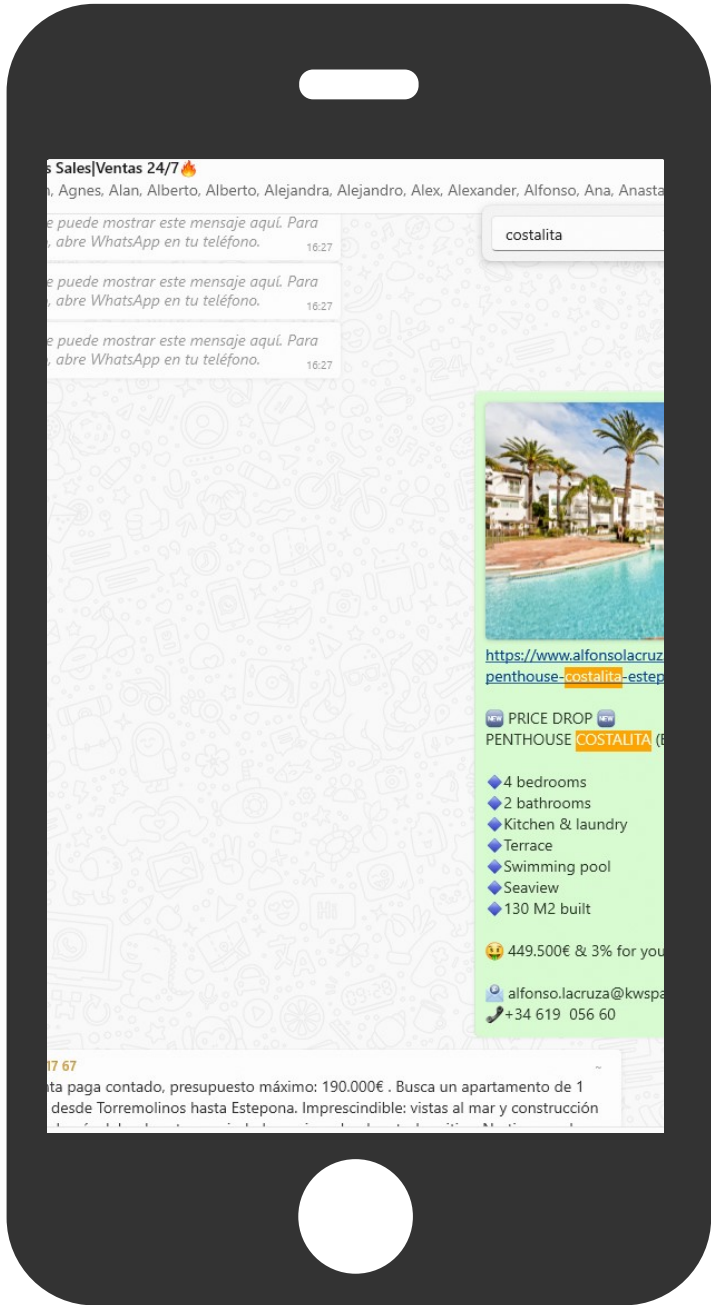 s Sales|Ventas 24/7🔥
, Agnes, Alan, Alberto, Alberto, Alejandra, Alejandro, Alex, Alexander, Alfonso, Ana, Anasta
costalita
e puede mostrar este mensaje aquí. Para
, abre WhatsApp en tu teléfono. 16:27
e puede mostrar este mensaje aquí. Para
, abre WhatsApp en tu teléfono. 16:27
e puede mostrar este mensaje aquí. Para
, abre WhatsApp en tu teléfono. 16:27
https://www.alfonsolacruz
penthouse-costalita-estep
🆕 PRICE DROP 🆕
PENTHOUSE COSTALITA (E
🔷4 bedrooms
🔷2 bathrooms
🔷Kitchen & laundry
🔷Terrace
🔷Swimming pool
🔷Seaview
🔷130 M2 built
🤑 449.500€ & 3% for you
📧 alfonso.lacruza@kwspa
📞+34 619 056 60
17 67 ~
nta paga contado, presupuesto máximo: 190.000€ . Busca un apartamento de 1
desde Torremolinos hasta Estepona. Imprescindible: vistas al mar y construcción